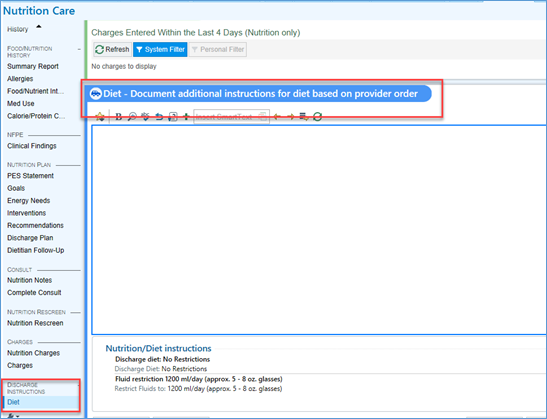 Nutrition Care
History
FOOD/NUTRITION
HISTORY
Summary Report
Allergies
Food/Nutrient Int...
Med Use
Calorie/Protein C...
NFPE
Clinical Findings
NUTRITION PLAN
PES Statement
Goals
Energy Needs
Interventions
Recommendations
Discharge Plan
Dietitian Follow-Up
CONSULT
Nutrition Notes
Complete Consult
NUTRITION RESCREEN
Nutrition Rescreen
CHARGES
Nutrition Charges
Charges
DISCHARGE
INSTRUCTIONS
Diet
Charges Entered Within the Last 4 Days (Nutrition only)
Refresh System Filter Personal Filter
No charges to display
Diet - Document additional instructions for diet based on provider order
B Insert SmartText
Nutrition/Diet instructions
Discharge diet: No Restrictions
Discharge Diet: No Restrictions
Fluid restriction 1200 ml/day (approx. 5 - 8 oz. glasses)
Restrict Fluids to: 1200 ml/day (approx. 5 - 8 oz. glasses)